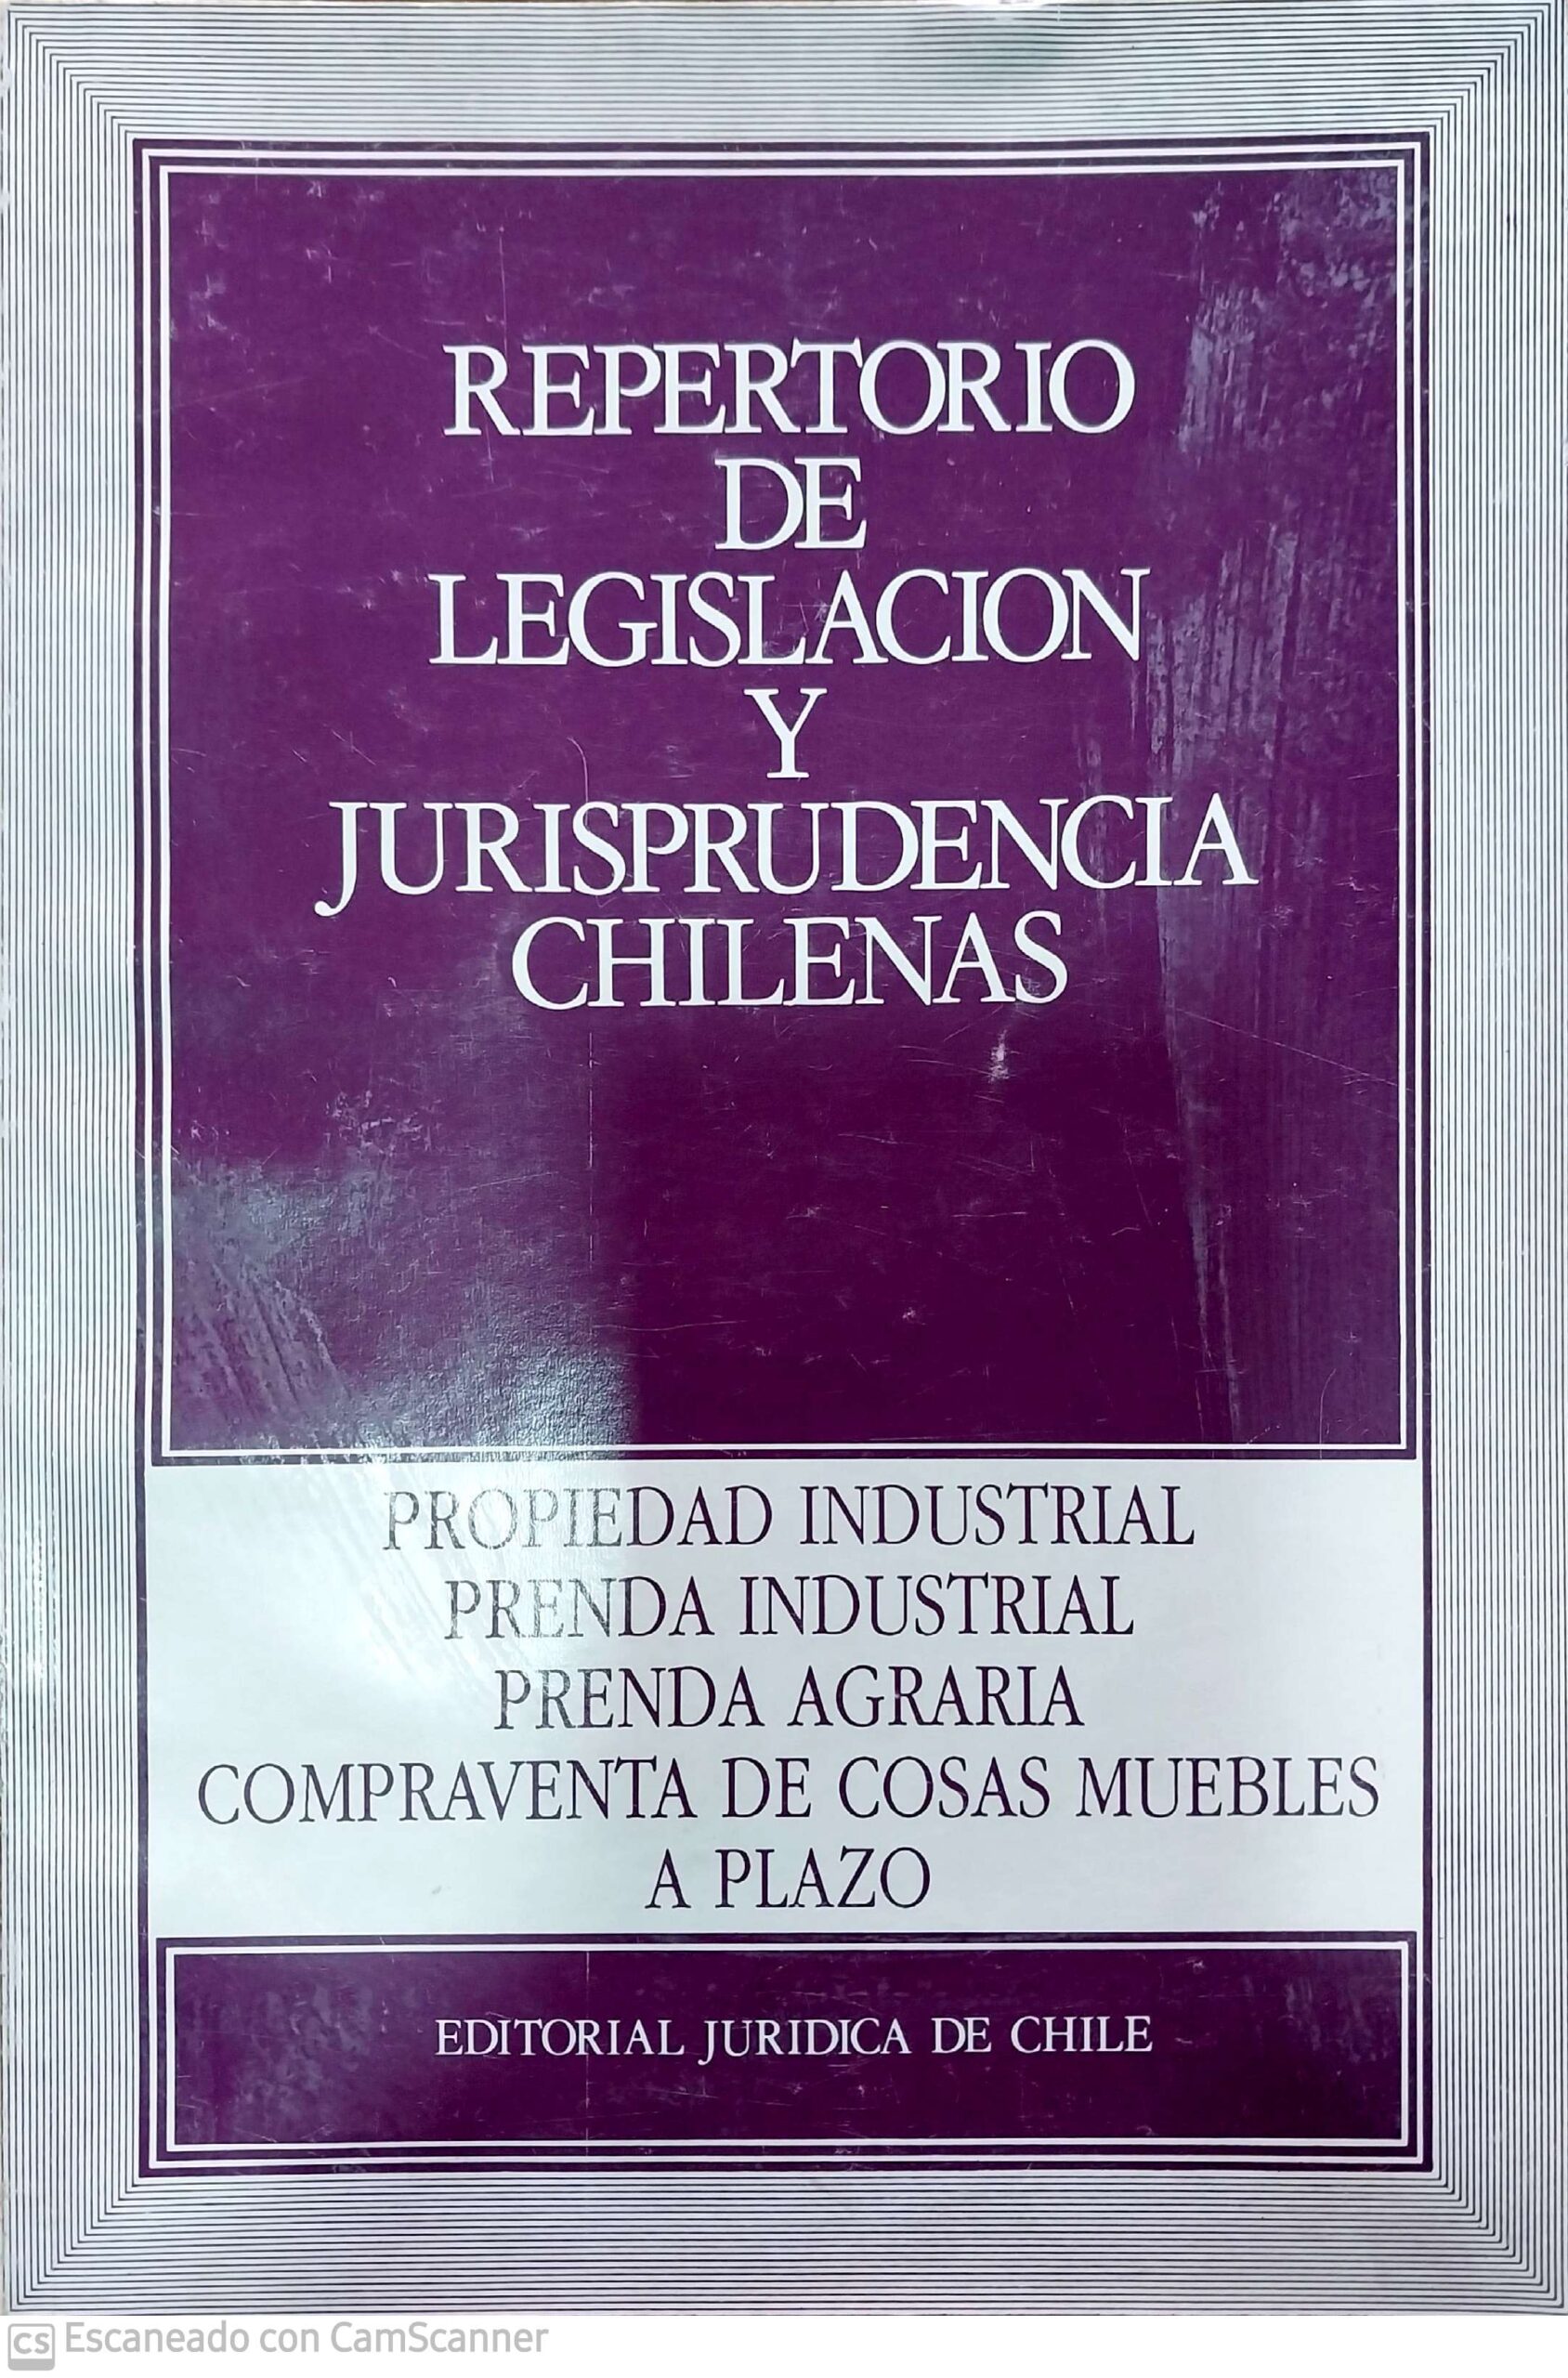 REPERTORIO
DE
LEGISLACION
Y
JURISPRUDENCIA
CHILENAS
PROPIEDAD INDUSTRIAL
PRENDA INDUSTRIAL
PRENDA AGRARIA
COMPRAVENTA DE COSAS MUEBLES
A PLAZO
EDITORIAL JURIDICA DE CHILE
CS Escaneado con CamScanner